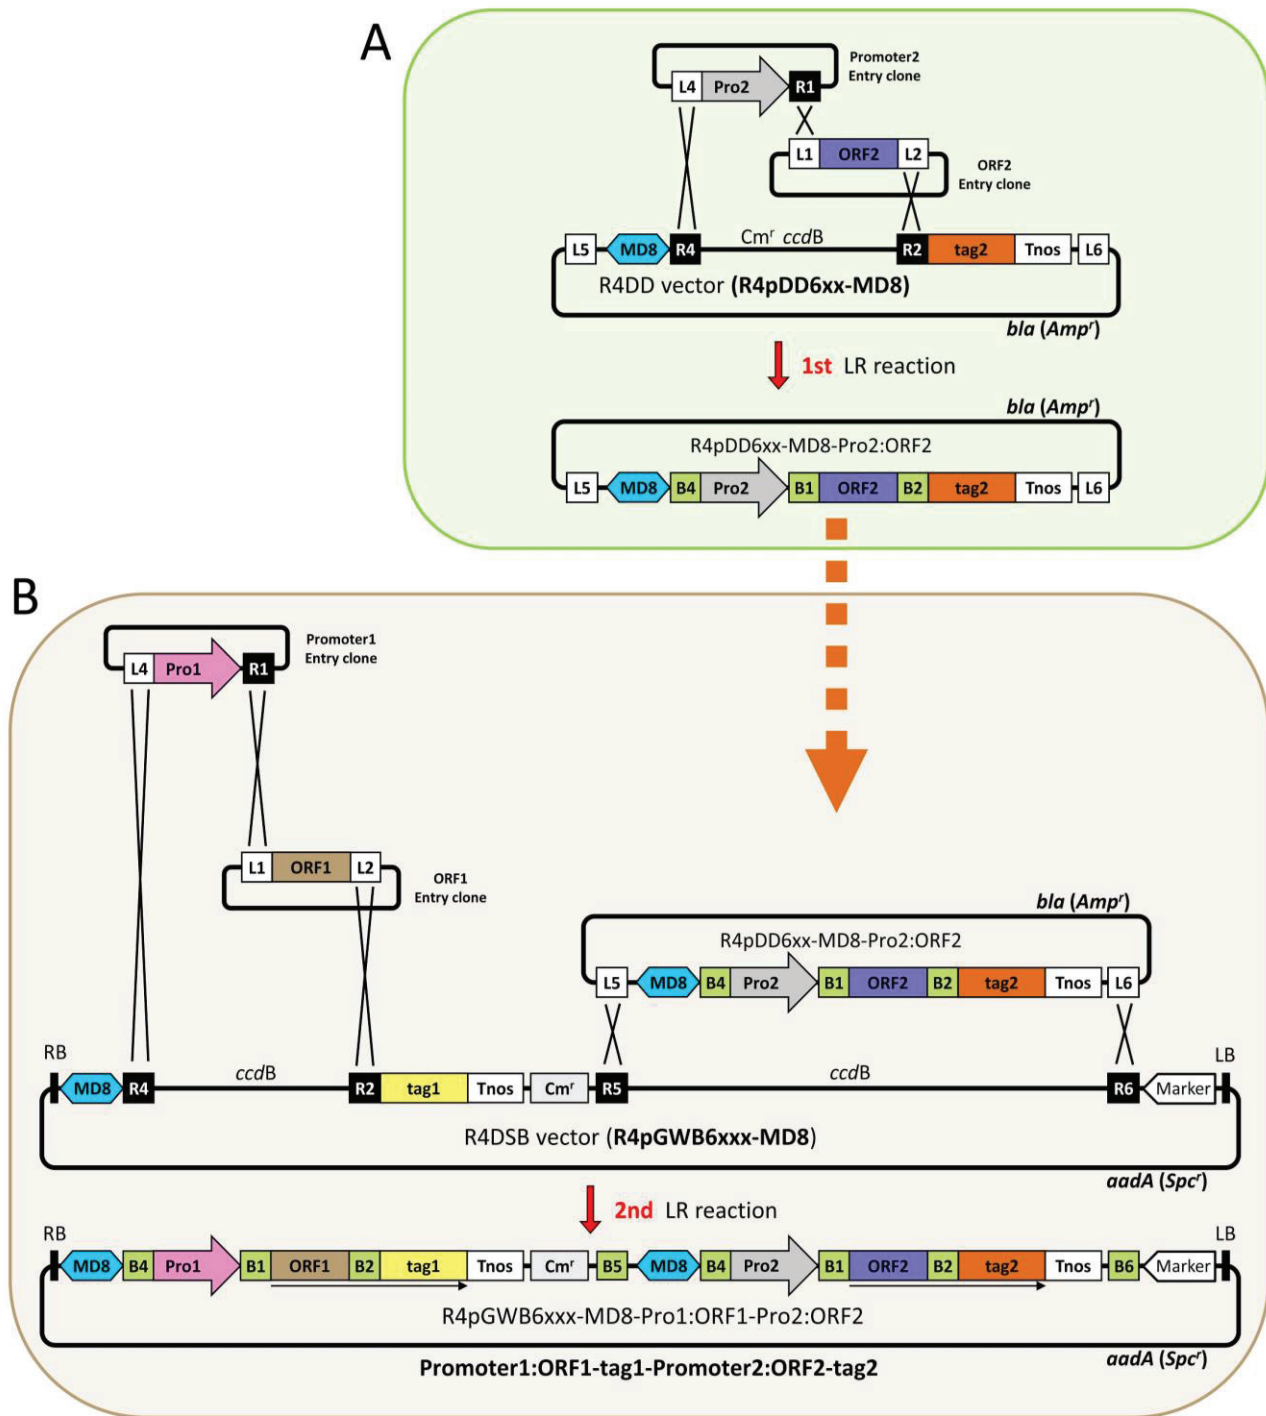 A
Promoter2
Entry clone
L4 Pro2 R1
L1 ORF2 L2
ORF2
Entry clone
Cmʳ ccdB
L5 MD8 R4 R2 tag2 Tnos L6
R4DD vector (R4pDD6xx-MD8)
bla (Ampʳ)
1st LR reaction
bla (Ampʳ)
R4pDD6xx-MD8-Pro2:ORF2
L5 MD8 B4 Pro2 B1 ORF2 B2 tag2 Tnos L6
B
Promoter1
Entry clone
L4 Pro1 R1
L1 ORF1 L2
ORF1
Entry clone
bla (Ampʳ)
R4pDD6xx-MD8-Pro2:ORF2
L5 MD8 B4 Pro2 B1 ORF2 B2 tag2 Tnos L6
RB LB
ccdB ccdB
MD8 R4 R2 tag1 Tnos Cmʳ R5 R6 Marker
R4DSB vector (R4pGWB6xxx-MD8)
aadA (Spcʳ)
2nd LR reaction
RB LB
MD8 B4 Pro1 B1 ORF1 B2 tag1 Tnos Cmʳ B5 MD8 B4 Pro2 B1 ORF2 B2 tag2 Tnos B6 Marker
R4pGWB6xxx-MD8-Pro1:ORF1-Pro2:ORF2
aadA (Spcʳ)
Promoter1:ORF1-tag1-Promoter2:ORF2-tag2